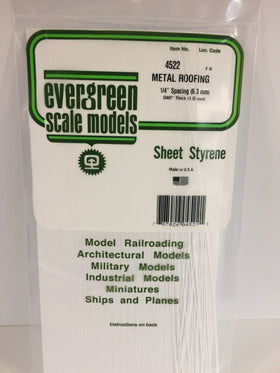 Item No. Loc. Code
4522 F-8
METAL ROOFING
1/4" Spacing (6.3 mm)
.040" Thick (1.0 mm)
evergreen
scale models
Sheet Styrene
Made in U.S.A.
Model Railroading
Architectural Models
Military Models
Industrial Models
Miniatures
Ships and Planes
Instructions on back